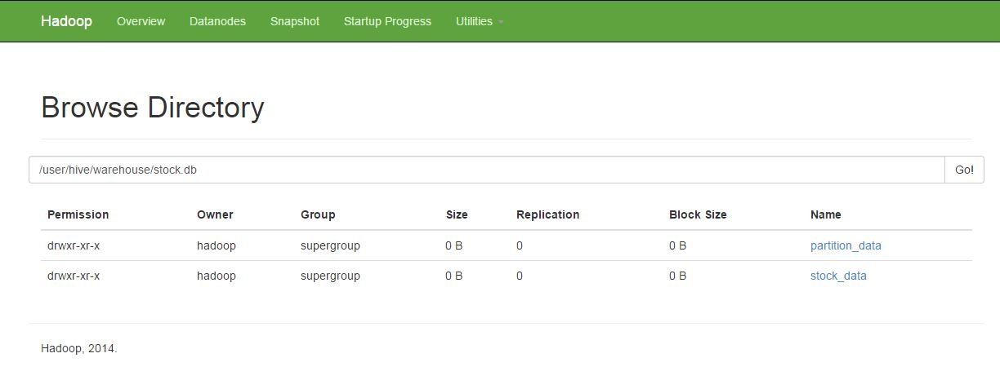 Hadoop Overview Datanodes Snapshot Startup Progress Utilities
Browse Directory
/user/hive/warehouse/stock.db Go!
Permission Owner Group Size Replication Block Size Name
drwxr-xr-x hadoop supergroup 0 B 0 0 B partition_data
drwxr-xr-x hadoop supergroup 0 B 0 0 B stock_data
Hadoop, 2014.